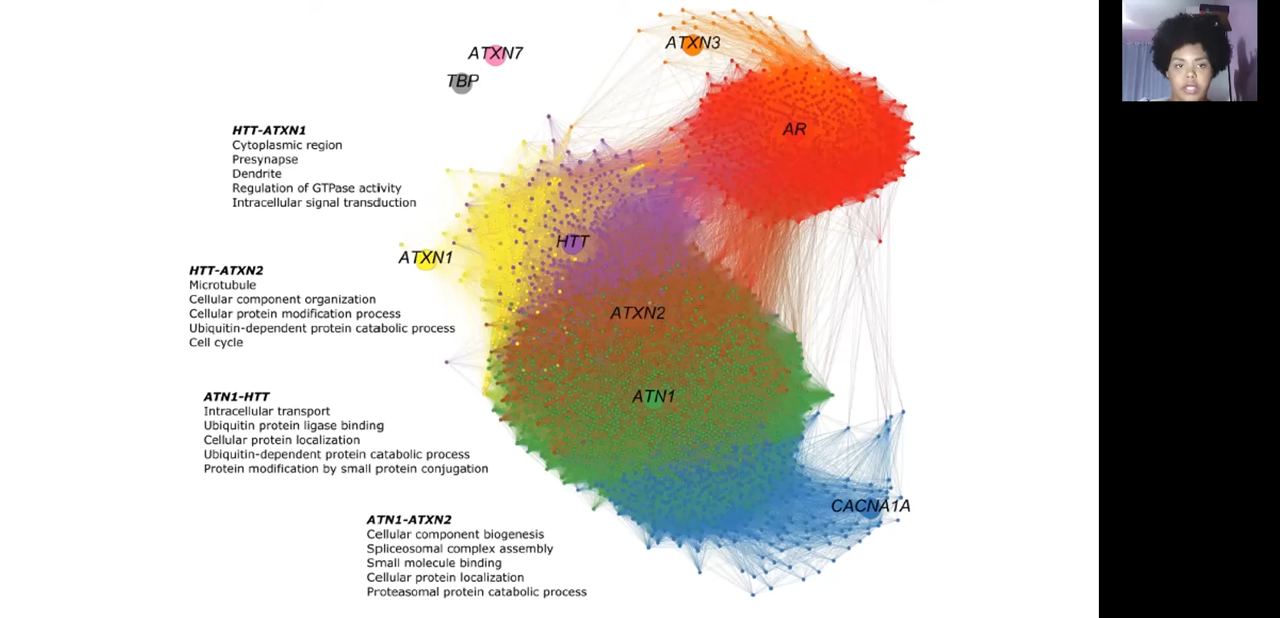 ATXN7
TBP
ATXN3
AR
HTT
ATXN1
ATXN2
ATN1
CACNA1A
HTT-ATXN1
Cytoplasmic region
Presynapse
Dendrite
Regulation of GTPase activity
Intracellular signal transduction
HTT-ATXN2
Microtubule
Cellular component organization
Cellular protein modification process
Ubiquitin-dependent protein catabolic process
Cell cycle
ATN1-HTT
Intracellular transport
Ubiquitin protein ligase binding
Cellular protein localization
Ubiquitin-dependent protein catabolic process
Protein modification by small protein conjugation
ATN1-ATXN2
Cellular component biogenesis
Spliceosomal complex assembly
Small molecule binding
Cellular protein localization
Proteasomal protein catabolic process